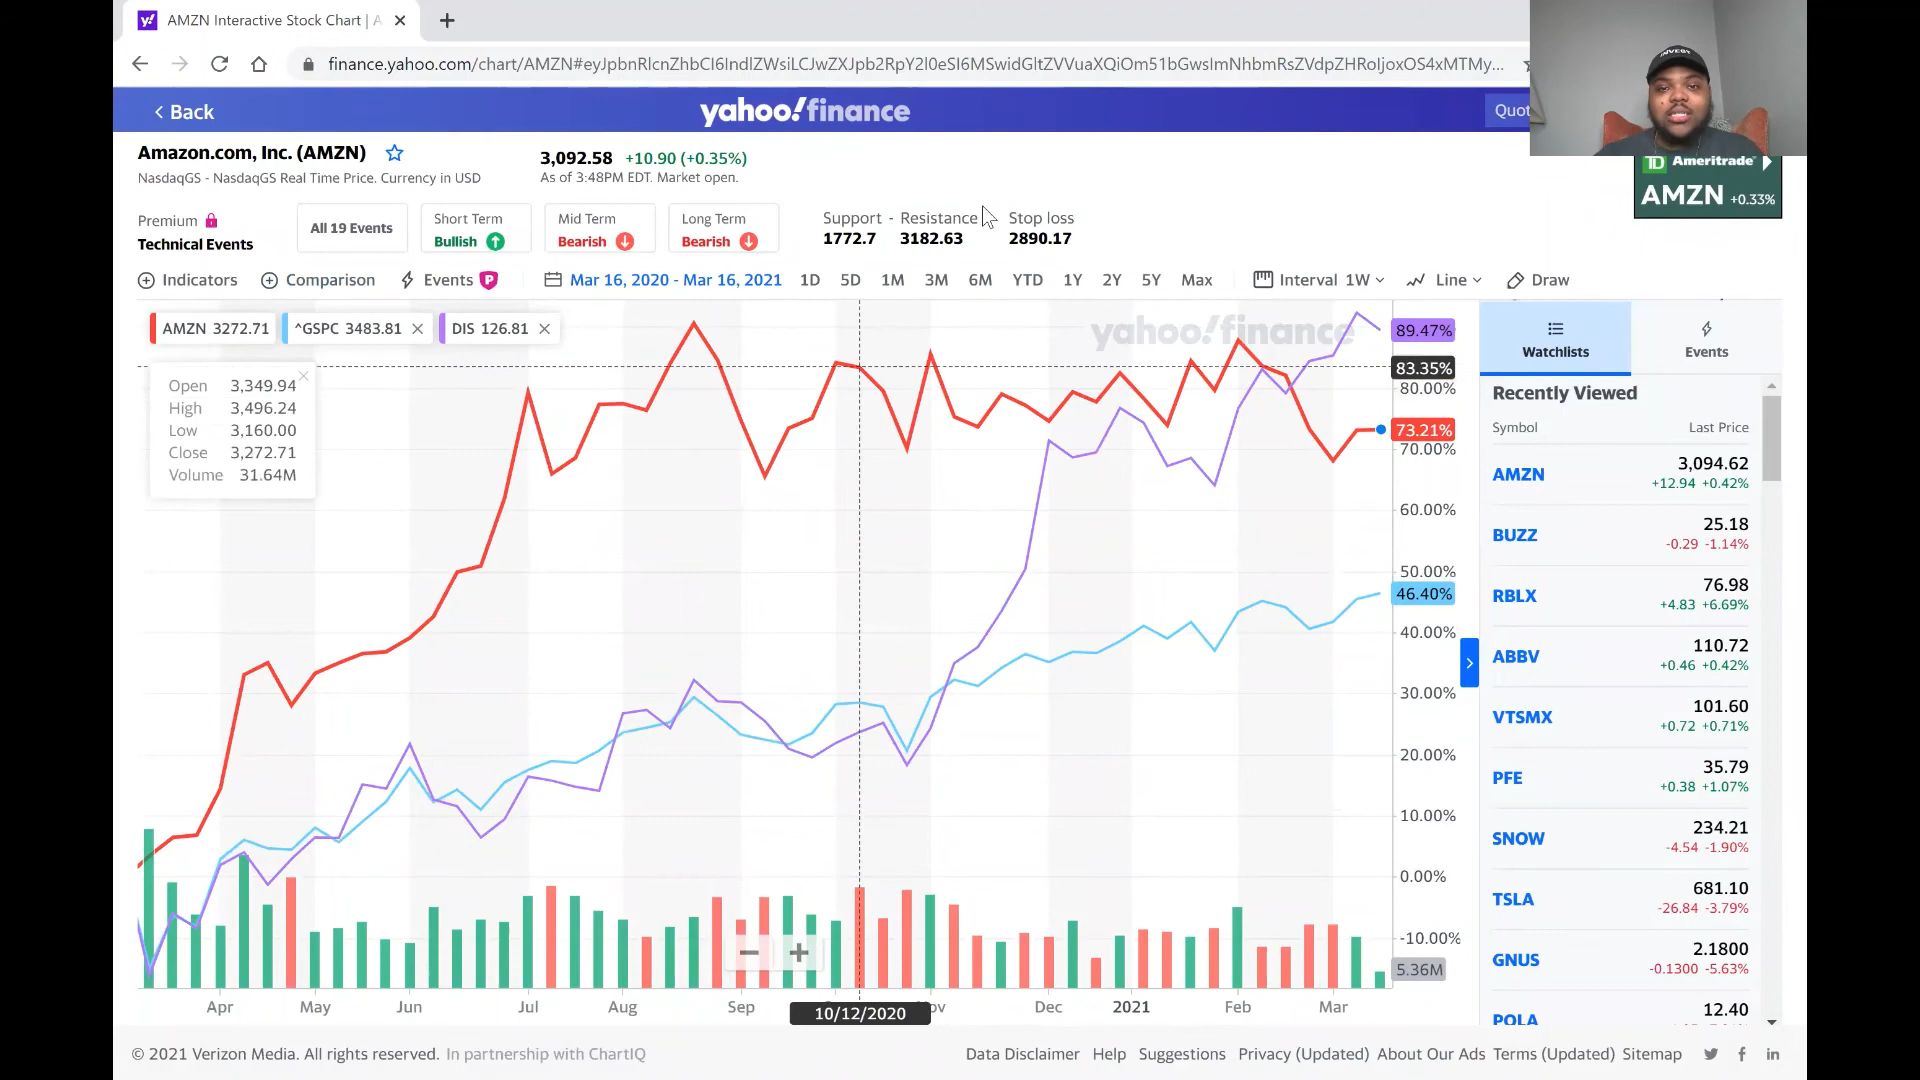 AMZN Interactive Stock Chart | A
finance.yahoo.com/chart/AMZN#eyJpbnRlcnZhbCI6IndlZWsiLCJwZXJpb2RpY2l0eSI6MSwidGltZVVuaXQiOm51bGwsImNhbmRsZVdpZHRoIjoxOS4xMTMy...
INVEST
Back
yahoo!finance
Quot
Amazon.com, Inc. (AMZN)
NasdaqGS - NasdaqGS Real Time Price. Currency in USD
3,092.58 +10.90 (+0.35%)
As of 3:48PM EDT. Market open.
TD Ameritrade
AMZN +0.33%
Premium
Technical Events
All 19 Events
Short Term
Bullish
Mid Term
Bearish
Long Term
Bearish
Support - Resistance
1772.7 3182.63
Stop loss
2890.17
Indicators Comparison Events P Mar 16, 2020 - Mar 16, 2021 1D 5D 1M 3M 6M YTD 1Y 2Y 5Y Max Interval 1W Line Draw
AMZN 3272.71 ^GSPC 3483.81 DIS 126.81
yahoo!finance
Open 3,349.94
High 3,496.24
Low 3,160.00
Close 3,272.71
Volume 31.64M
89.47%
83.35%
80.00%
73.21%
70.00%
60.00%
50.00%
46.40%
40.00%
30.00%
20.00%
10.00%
0.00%
-10.00%
5.36M
Apr May Jun Jul Aug Sep 10/12/2020 Nov Dec 2021 Feb Mar
Watchlists
Events
Recently Viewed
Symbol Last Price
AMZN 3,094.62
+12.94 +0.42%
BUZZ 25.18
-0.29 -1.14%
RBLX 76.98
+4.83 +6.69%
ABBV 110.72
+0.46 +0.42%
VTSMX 101.60
+0.72 +0.71%
PFE 35.79
+0.38 +1.07%
SNOW 234.21
-4.54 -1.90%
TSLA 681.10
-26.84 -3.79%
GNUS 2.1800
-0.1300 -5.63%
POLA 12.40
© 2021 Verizon Media. All rights reserved. In partnership with ChartIQ
Data Disclaimer Help Suggestions Privacy (Updated) About Our Ads Terms (Updated) Sitemap